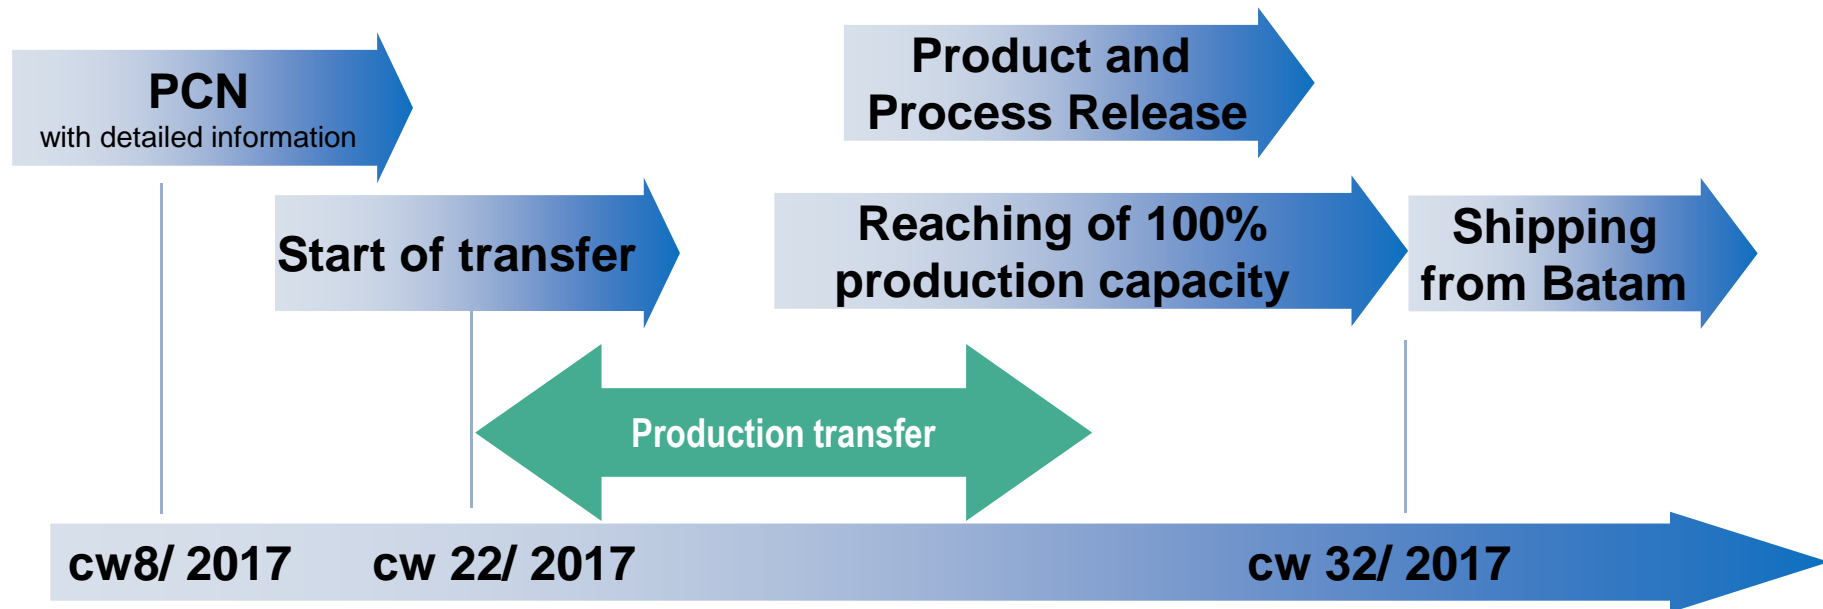 PCN
with detailed information
Product and
Process Release
Start of transfer
Reaching of 100%
production capacity
Shipping
from Batam
Production transfer
cw8/ 2017
cw 22/ 2017
cw 32/ 2017